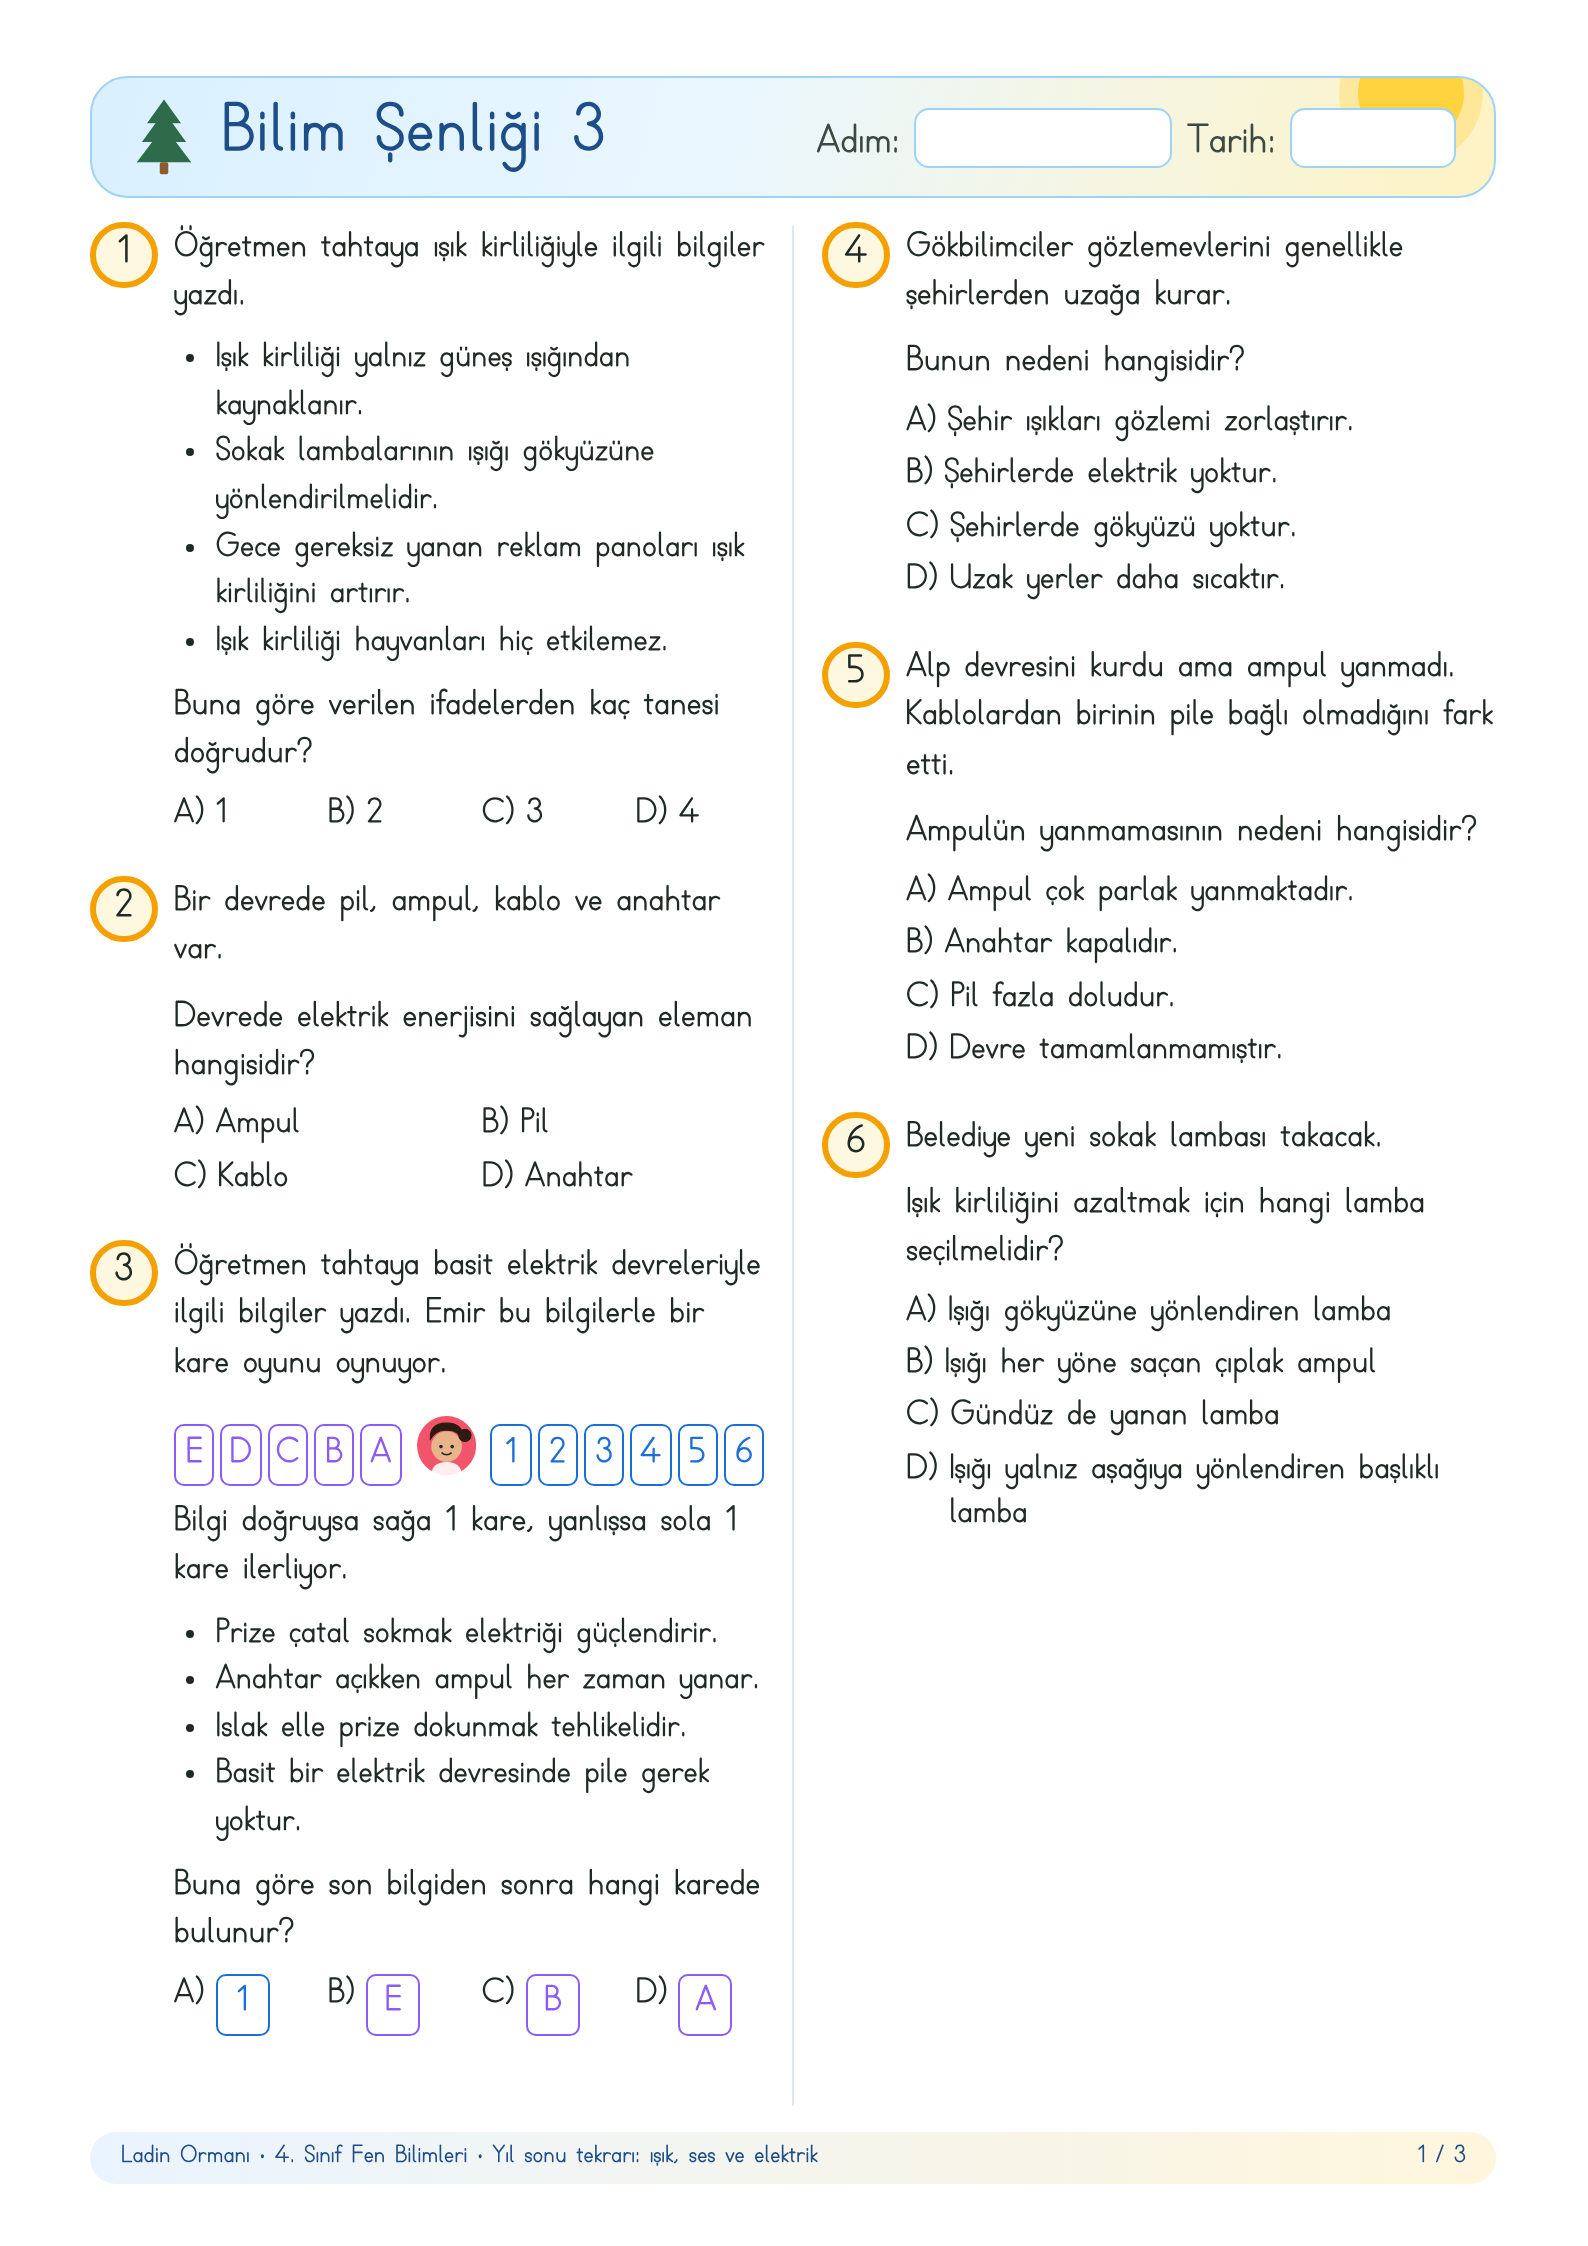 Bilim Şenliği 3
Adım:
Tarih:
1
Öğretmen tahtaya ışık kirliliğiyle ilgili bilgiler
yazdı.
• Işık kirliliği yalnız güneş ışığından
kaynaklanır.
• Sokak lambalarının ışığı gökyüzüne
yönlendirilmelidir.
• Gece gereksiz yanan reklam panoları ışık
kirliliğini artırır.
• Işık kirliliği hayvanları hiç etkilemez.
Buna göre verilen ifadelerden kaç tanesi
doğrudur?
A) 1 B) 2 C) 3 D) 4
2
Bir devrede pil, ampul, kablo ve anahtar
var.
Devrede elektrik enerjisini sağlayan eleman
hangisidir?
A) Ampul B) Pil
C) Kablo D) Anahtar
3
Öğretmen tahtaya basit elektrik devreleriyle
ilgili bilgiler yazdı. Emir bu bilgilerle bir
kare oyunu oynuyor.
E D C B A 1 2 3 4 5 6
Bilgi doğruysa sağa 1 kare, yanlışsa sola 1
kare ilerliyor.
• Prize çatal sokmak elektriği güçlendirir.
• Anahtar açıkken ampul her zaman yanar.
• Islak elle prize dokunmak tehlikelidir.
• Basit bir elektrik devresinde pile gerek
yoktur.
Buna göre son bilgiden sonra hangi karede
bulunur?
A) 1 B) E C) B D) A
4
Gökbilimciler gözlemevlerini genellikle
şehirlerden uzağa kurar.
Bunun nedeni hangisidir?
A) Şehir ışıkları gözlemi zorlaştırır.
B) Şehirlerde elektrik yoktur.
C) Şehirlerde gökyüzü yoktur.
D) Uzak yerler daha sıcaktır.
5
Alp devresini kurdu ama ampul yanmadı.
Kablolardan birinin pile bağlı olmadığını fark
etti.
Ampulün yanmamasının nedeni hangisidir?
A) Ampul çok parlak yanmaktadır.
B) Anahtar kapalıdır.
C) Pil fazla doludur.
D) Devre tamamlanmamıştır.
6
Belediye yeni sokak lambası takacak.
Işık kirliliğini azaltmak için hangi lamba
seçilmelidir?
A) Işığı gökyüzüne yönlendiren lamba
B) Işığı her yöne saçan çıplak ampul
C) Gündüz de yanan lamba
D) Işığı yalnız aşağıya yönlendiren başlıklı
lamba
Ladin Ormanı • 4. Sınıf Fen Bilimleri • Yıl sonu tekrarı: ışık, ses ve elektrik
1 / 3